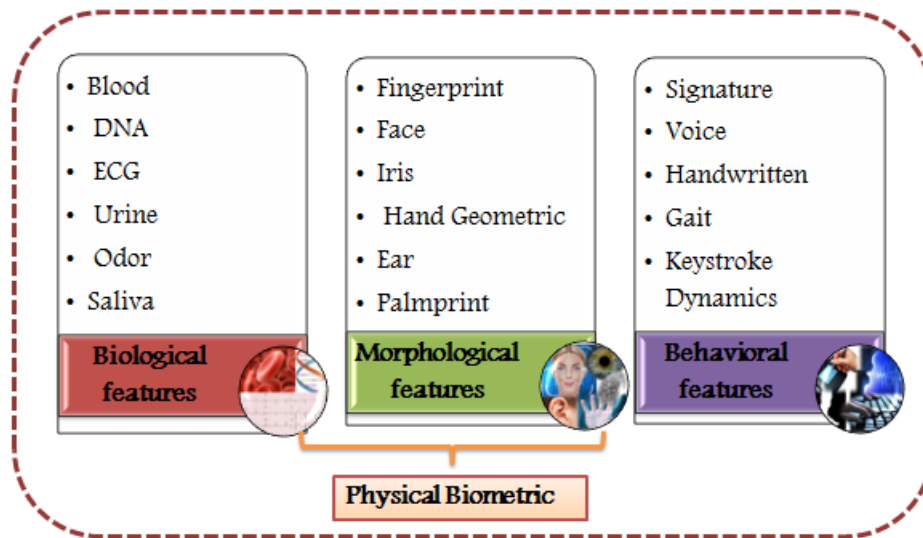 • Blood
• DNA
• ECG
• Urine
• Odor
• Saliva
Biological
features
• Fingerprint
• Face
• Iris
• Hand Geometric
• Ear
• Palmprint
Morphological
features
• Signature
• Voice
• Handwritten
• Gait
• Keystroke
Dynamics
Behavioral
features
Physical Biometric